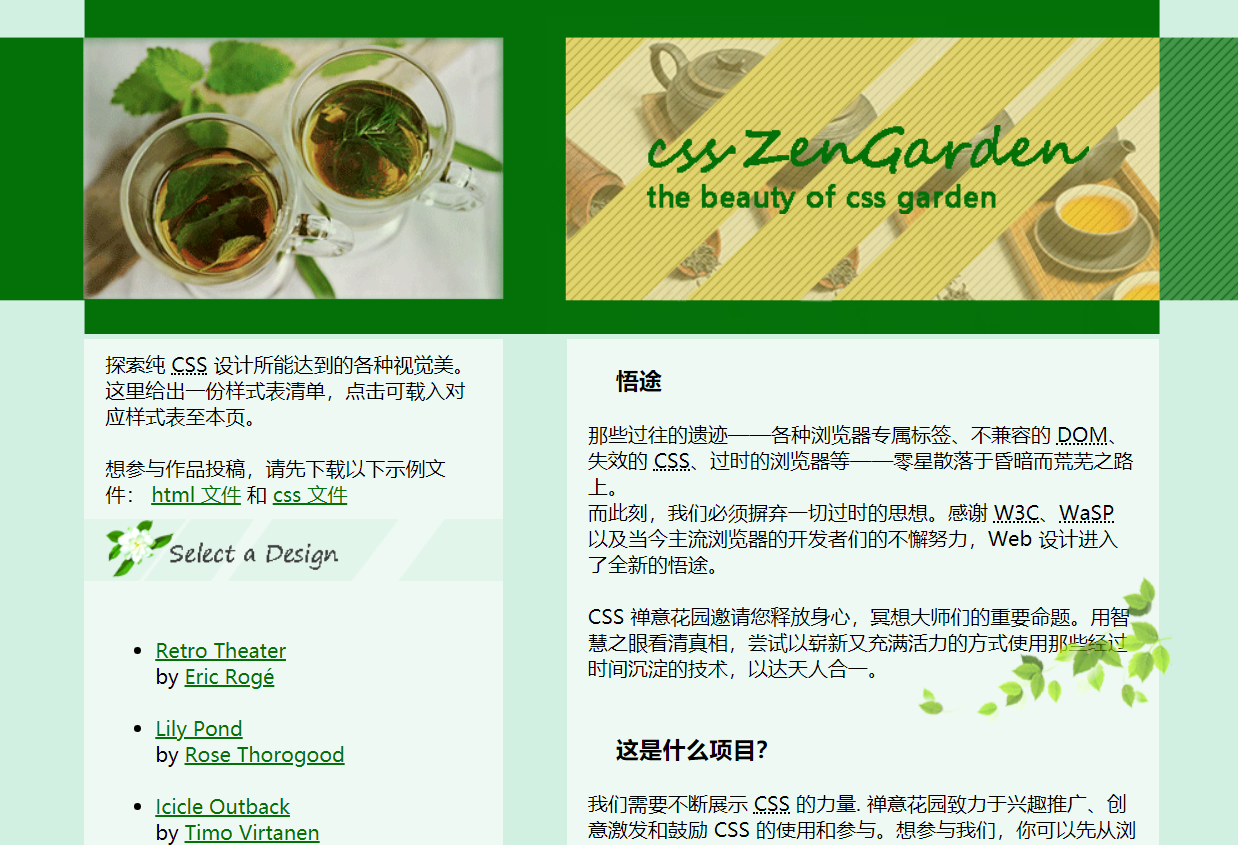 css ZenGarden
the beauty of css garden
探索纯 CSS 设计所能达到的各种视觉美。
这里给出一份样式表清单，点击可载入对
应样式表至本页。
想参与作品投稿，请先下载以下示例文
件： html 文件 和 css 文件
Select a Design
Retro Theater
by Eric Rogé
Lily Pond
by Rose Thorogood
Icicle Outback
by Timo Virtanen
悟途
那些过往的遗迹——各种浏览器专属标签、不兼容的 DOM、
失效的 CSS、过时的浏览器等——零星散落于昏暗而荒芜之路
上。
而此刻，我们必须摒弃一切过时的思想。感谢 W3C、WaSP
以及当今主流浏览器的开发者们的不懈努力，Web 设计进入
了全新的悟途。
CSS 禅意花园邀请您释放身心，冥想大师们的重要命题。用智
慧之眼看清真相，尝试以崭新又充满活力的方式使用那些经过
时间沉淀的技术，以达天人合一。
这是什么项目?
我们需要不断展示 CSS 的力量. 禅意花园致力于兴趣推广、创
意激发和鼓励 CSS 的使用和参与。想参与我们，你可以先从浏